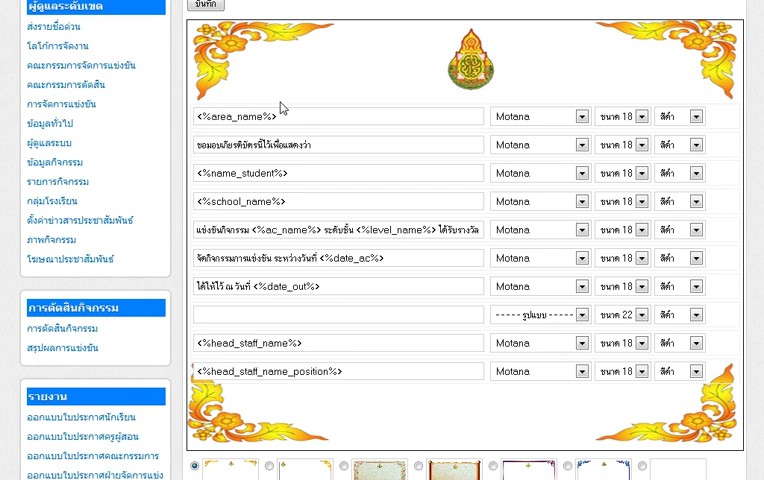 ผู้ดูแลระดับเขต
ส่งรายชื่อด่วน
โลโก้การจัดงาน
คณะกรรมการจัดการแข่งขัน
คณะกรรมการตัดสิน
การจัดการแข่งขัน
ข้อมูลทั่วไป
ผู้ดูแลระบบ
ข้อมูลกิจกรรม
รายการกิจกรรม
กลุ่มโรงเรียน
ตั้งค่าข่าวสารประชาสัมพันธ์
ภาพกิจกรรม
โฆษณาประชาสัมพันธ์
การตัดสินกิจกรรม
การตัดสินกิจกรรม
สรุปผลการแข่งขัน
รายงาน
ออกแบบใบประกาศนักเรียน
ออกแบบใบประกาศครูผู้สอน
ออกแบบใบประกาศคณะกรรมการ
ออกแบบใบประกาศฝ่ายจัดการแข่ง
บันทึก
<%area_name%> Motana ขนาด 18 สีดำ
ขอมอบเกียรติบัตรนี้ไว้เพื่อแสดงว่า Motana ขนาด 18 สีดำ
<%name_student%> Motana ขนาด 18 สีดำ
<%school_name%> Motana ขนาด 18 สีดำ
แข่งขันกิจกรรม <%ac_name%> ระดับชั้น <%level_name%> ได้รับรางวัล Motana ขนาด 18 สีดำ
จัดกิจกรรมการแข่งขัน ระหว่างวันที่ <%date_ac%> Motana ขนาด 18 สีดำ
ได้ให้ไว้ ณ วันที่ <%date_out%> Motana ขนาด 18 สีดำ
-----รูปแบบ----- ขนาด 22 สีดำ
<%head_staff_name%> Motana ขนาด 18 สีดำ
<%head_staff_name_position%> Motana ขนาด 18 สีดำ